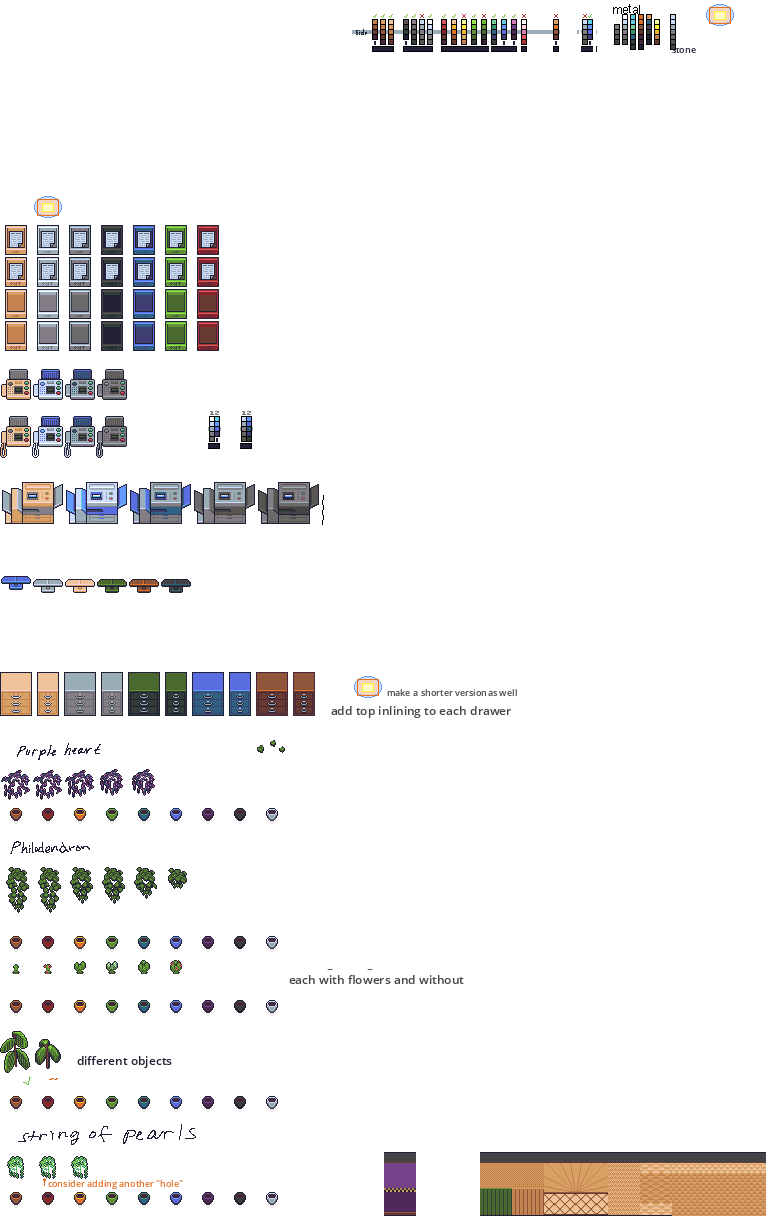 metal
Side
stone
make a shorter version as well
add top inlining to each drawer
Purple heart
Philodendron
each with flowers and without
different objects
string of pearls
consider adding another "hole"